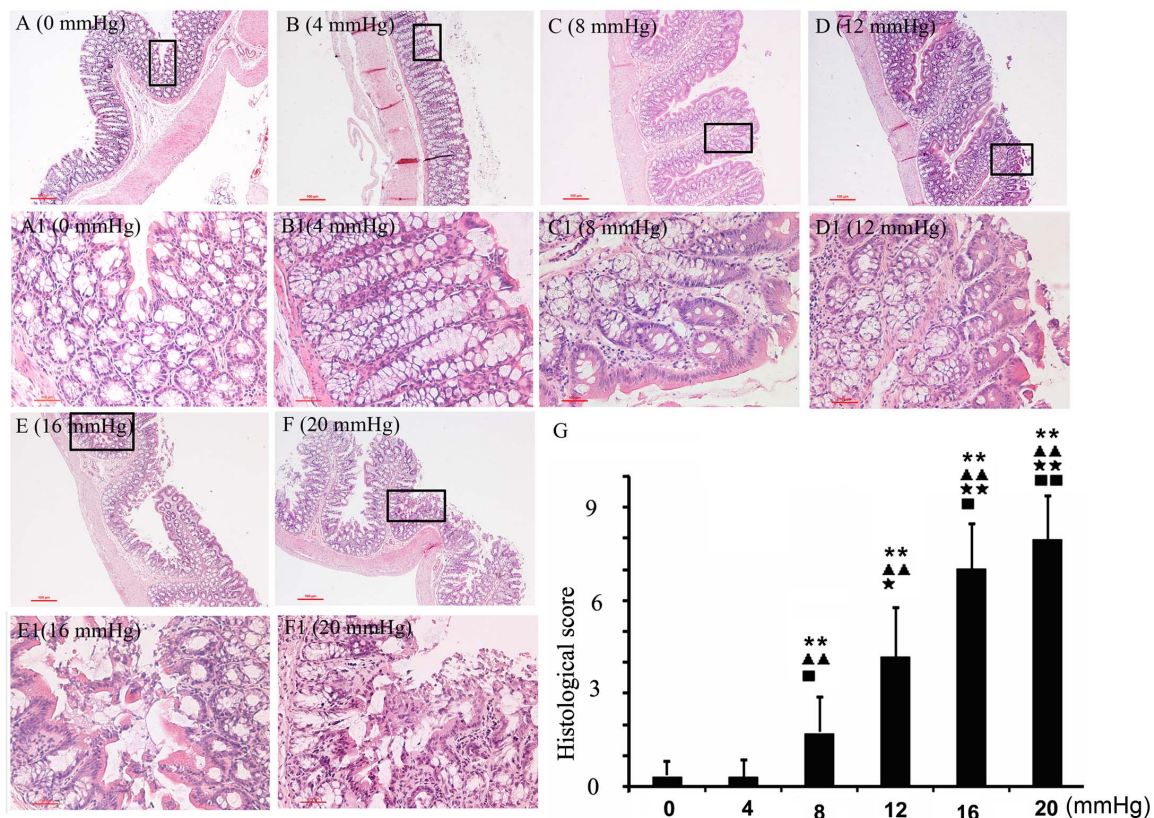 A (0 mmHg)
B (4 mmHg)
C (8 mmHg)
D (12 mmHg)
A1 (0 mmHg)
B1(4 mmHg)
C1 (8 mmHg)
D1 (12 mmHg)
E (16 mmHg)
F (20 mmHg)
G
E1(16 mmHg)
F1 (20 mmHg)
Histological score
9
6
3
0
**
▲▲
■
**
▲▲
★
**
▲▲
★★
■
**
▲▲
★★
■■
0 4 8 12 16 20 (mmHg)